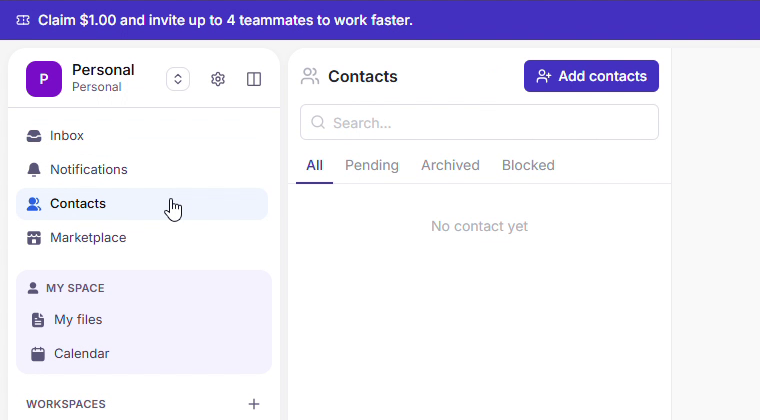 Claim $1.00 and invite up to 4 teammates to work faster.
P
Personal
Personal
Inbox
Notifications
Contacts
Marketplace
MY SPACE
My files
Calendar
WORKSPACES
Contacts
Add contacts
Search...
All Pending Archived Blocked
No contact yet